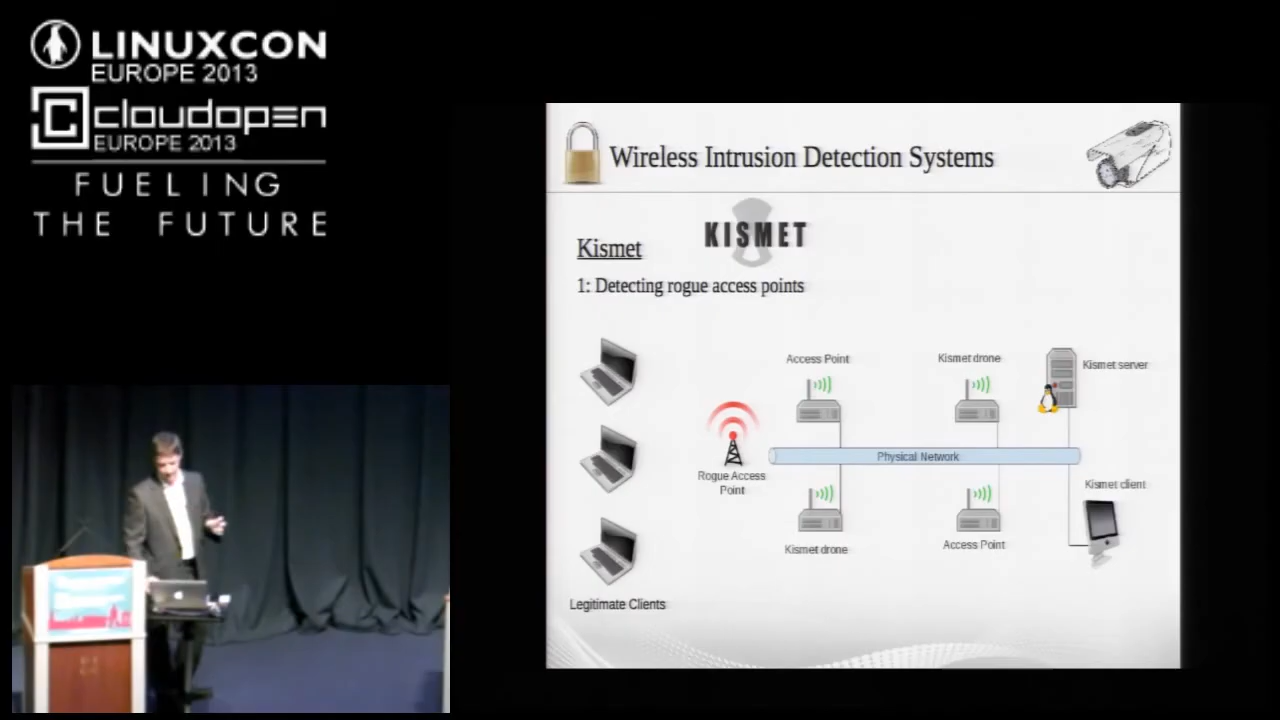 LINUXCON
EUROPE 2013
cloudopen
EUROPE 2013
FUELING
THE FUTURE
Wireless Intrusion Detection Systems
KISMET
Kismet
1: Detecting rogue access points
Access Point
Kismet drone
Kismet server
Rogue Access
Point
Physical Network
Kismet client
Kismet drone
Access Point
Legitimate Clients